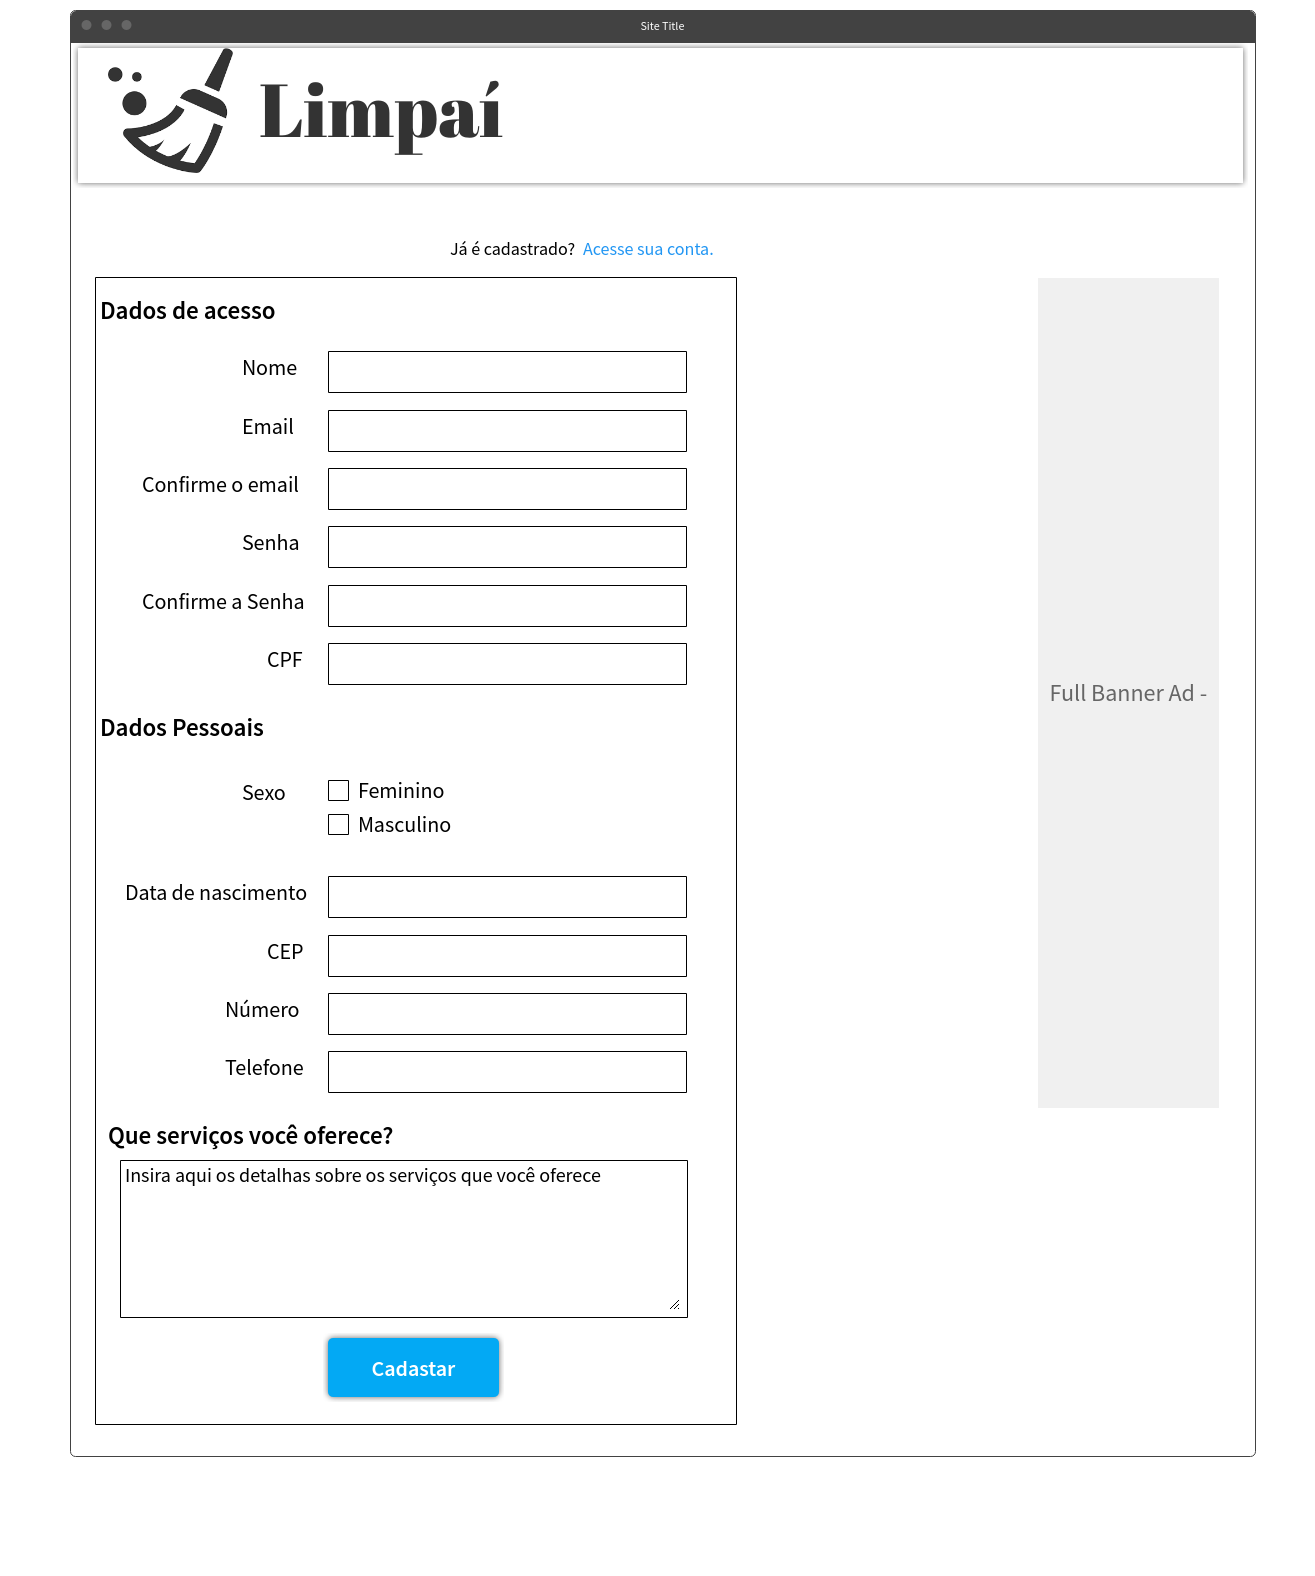 Site Title
Limpaí
Já é cadastrado? Acesse sua conta.
Dados de acesso
Nome
Email
Confirme o email
Senha
Confirme a Senha
CPF
Full Banner Ad -
Dados Pessoais
Sexo
Feminino
Masculino
Data de nascimento
CEP
Número
Telefone
Que serviços você oferece?
Insira aqui os detalhas sobre os serviços que você oferece
Cadastar